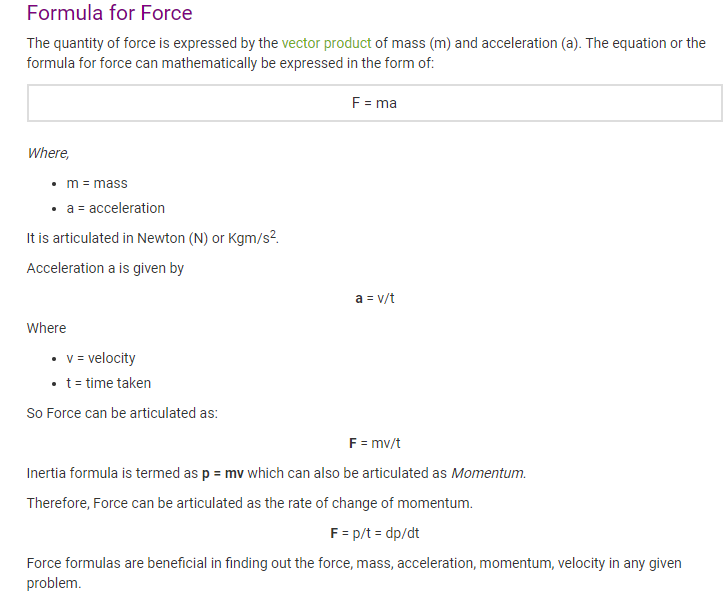 Formula for Force
The quantity of force is expressed by the vector product of mass (m) and acceleration (a). The equation or the
formula for force can mathematically be expressed in the form of:
F = ma
Where,
• m = mass
• a = acceleration
It is articulated in Newton (N) or Kgm/s².
Acceleration a is given by
a = v/t
Where
• v = velocity
• t = time taken
So Force can be articulated as:
F = mv/t
Inertia formula is termed as p = mv which can also be articulated as Momentum.
Therefore, Force can be articulated as the rate of change of momentum.
F = p/t = dp/dt
Force formulas are beneficial in finding out the force, mass, acceleration, momentum, velocity in any given
problem.